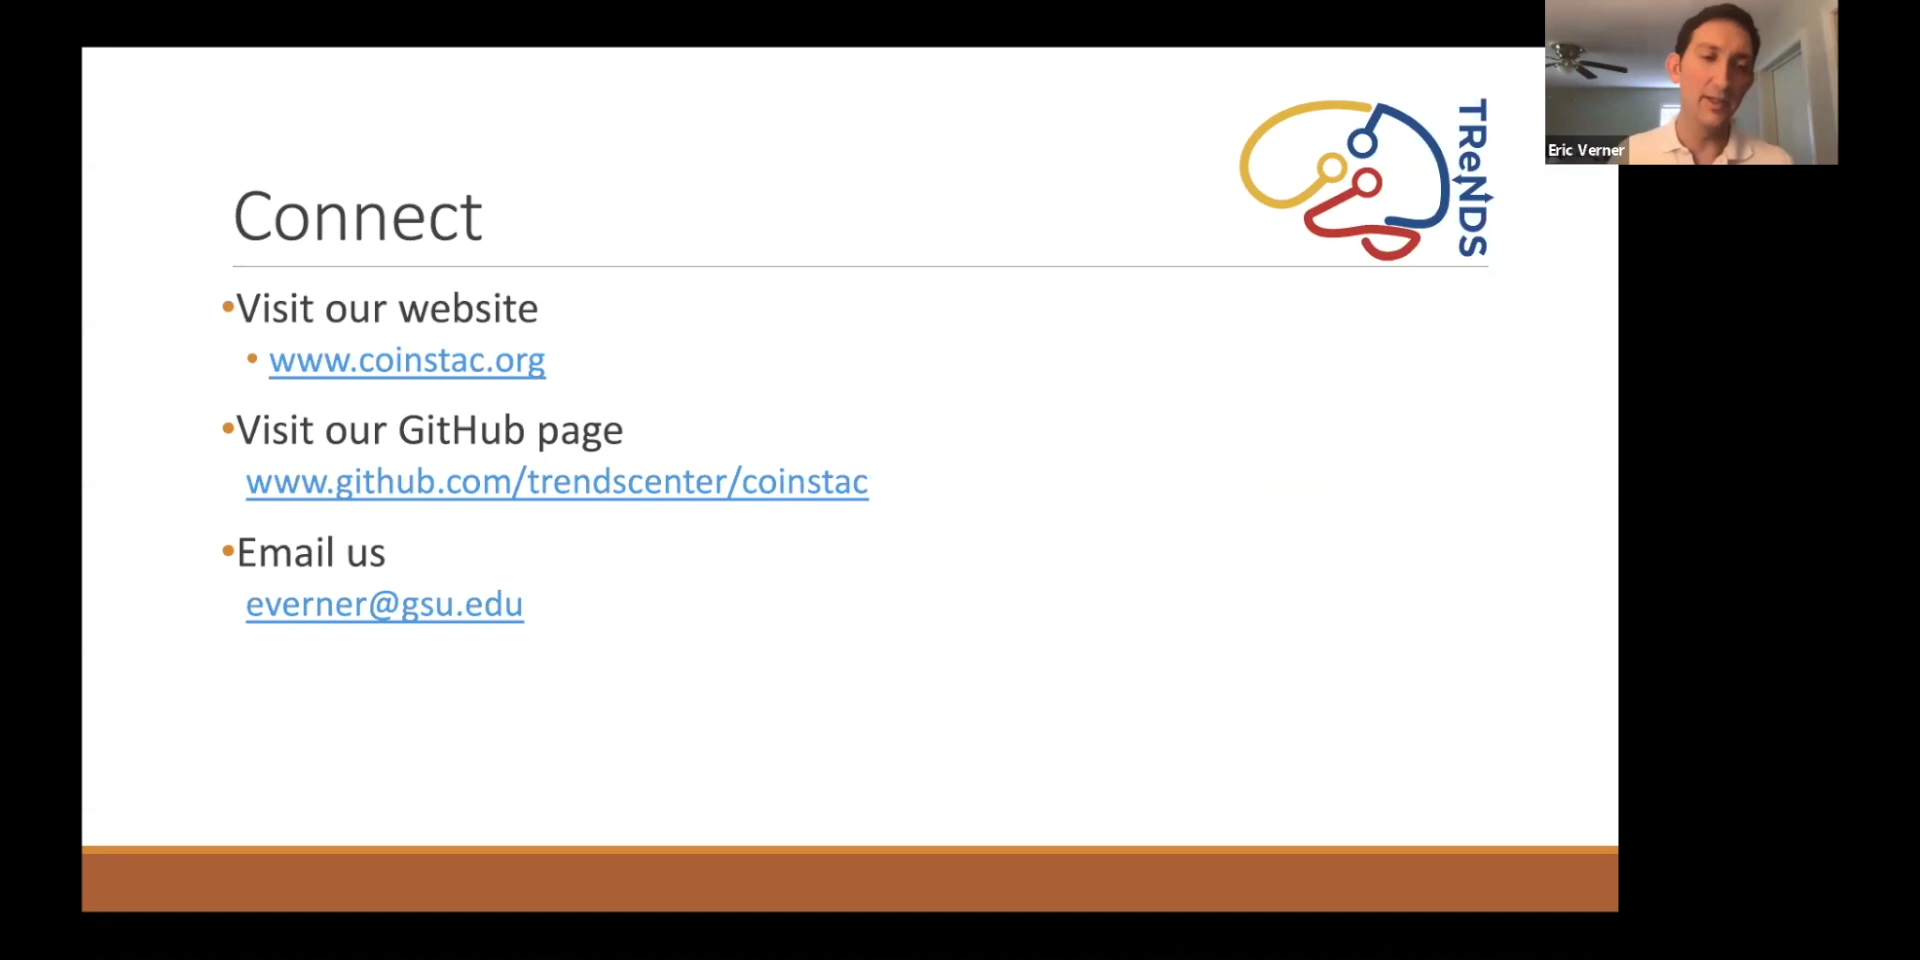 Connect
•Visit our website
• www.coinstac.org
•Visit our GitHub page
www.github.com/trendscenter/coinstac
•Email us
everner@gsu.edu
TReNDS
Eric Verner